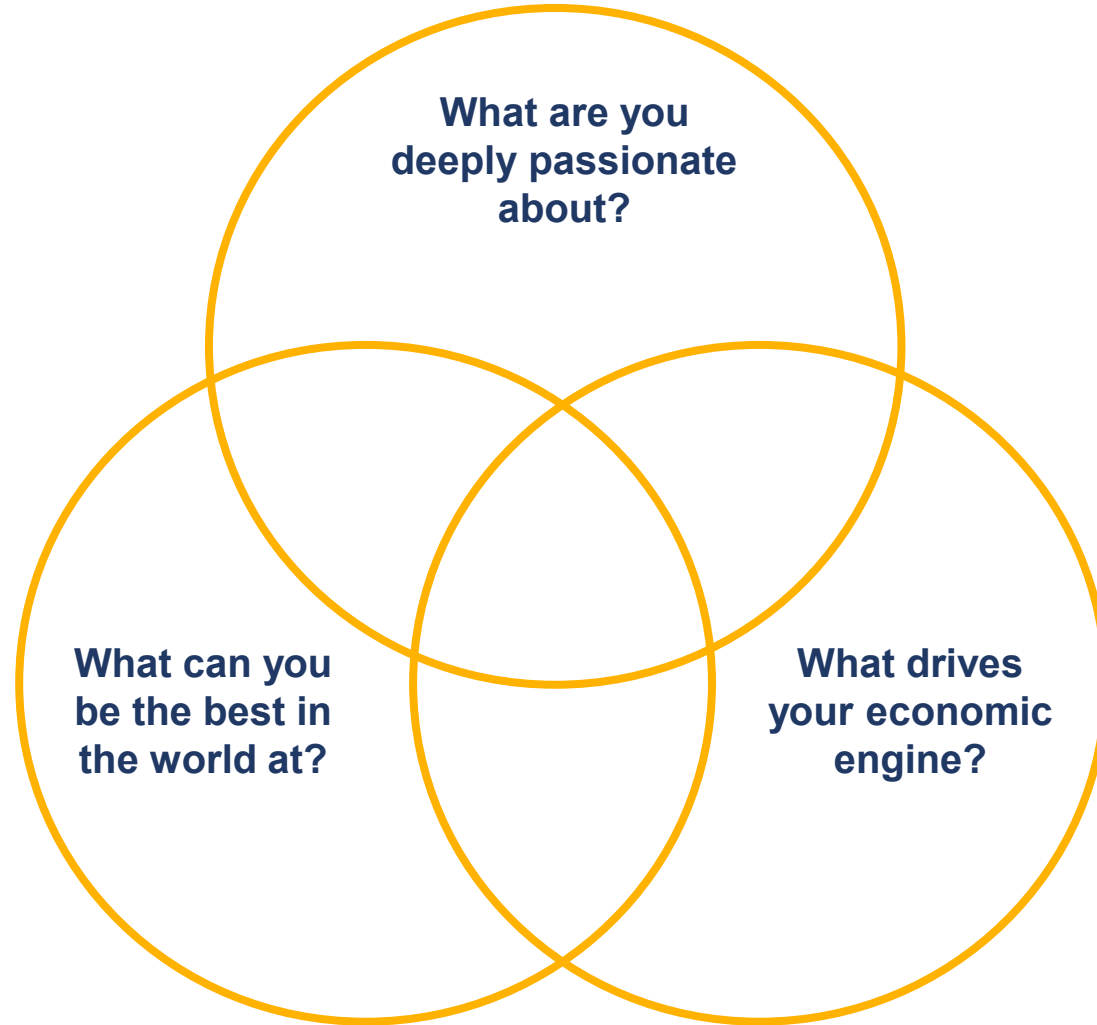 What are you
deeply passionate
about?
What can you
be the best in
the world at?
What drives
your economic
engine?